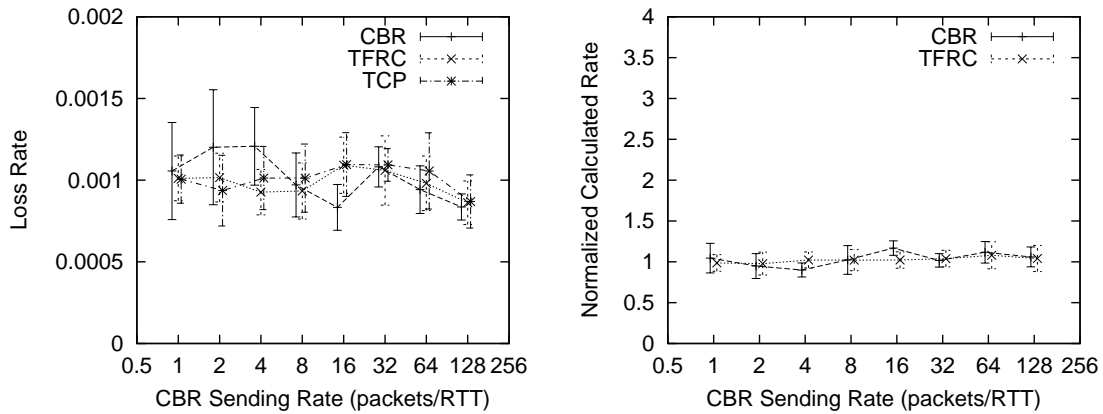 0.002
0.0015
0.001
0.0005
0
0.5 1 2 4 8 16 32 64 128 256
CBR Sending Rate (packets/RTT)
Loss Rate
CBR
TFRC
TCP
4
3.5
3
2.5
2
1.5
1
0.5
0
0.5 1 2 4 8 16 32 64 128 256
CBR Sending Rate (packets/RTT)
Normalized Calculated Rate
CBR
TFRC